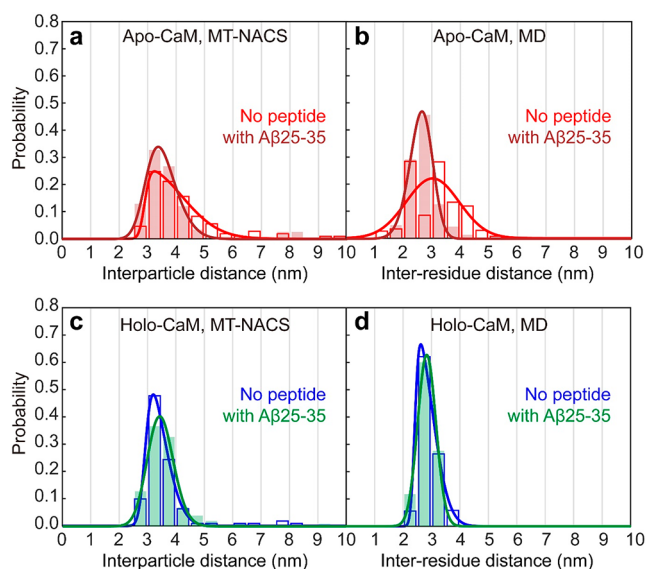 a
Apo-CaM, MT-NACS
No peptide
with Aβ25-35
Probability
0.8
0.7
0.6
0.5
0.4
0.3
0.2
0.1
0.0
0 1 2 3 4 5 6 7 8 9 10
Interparticle distance (nm)
b
Apo-CaM, MD
No peptide
with Aβ25-35
1 2 3 4 5 6 7 8 9 10
Inter-residue distance (nm)
c
Holo-CaM, MT-NACS
No peptide
with Aβ25-35
Probability
0.8
0.7
0.6
0.5
0.4
0.3
0.2
0.1
0.0
0 1 2 3 4 5 6 7 8 9 10
Interparticle distance (nm)
d
Holo-CaM, MD
No peptide
with Aβ25-35
1 2 3 4 5 6 7 8 9 10
Inter-residue distance (nm)